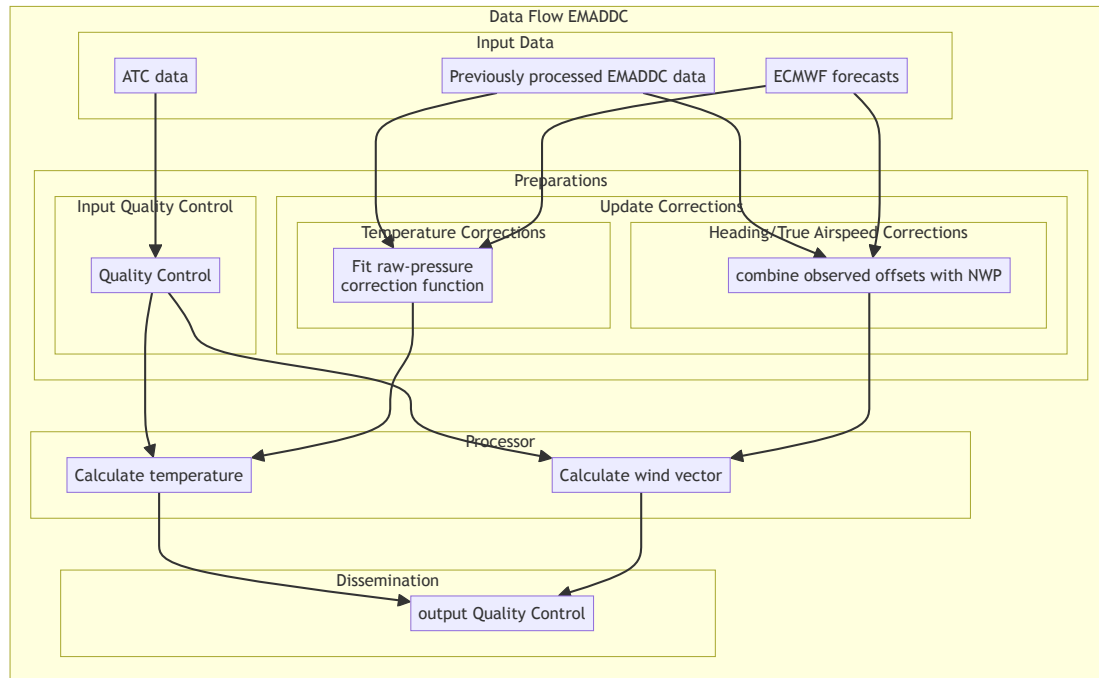 Data Flow EMADDC
Input Data
ATC data
Previously processed EMADDC data
ECMWF forecasts
Preparations
Input Quality Control
Update Corrections
Temperature Corrections
Heading/True Airspeed Corrections
Quality Control
Fit raw-pressure
correction function
combine observed offsets with NWP
Processor
Calculate temperature
Calculate wind vector
Dissemination
output Quality Control